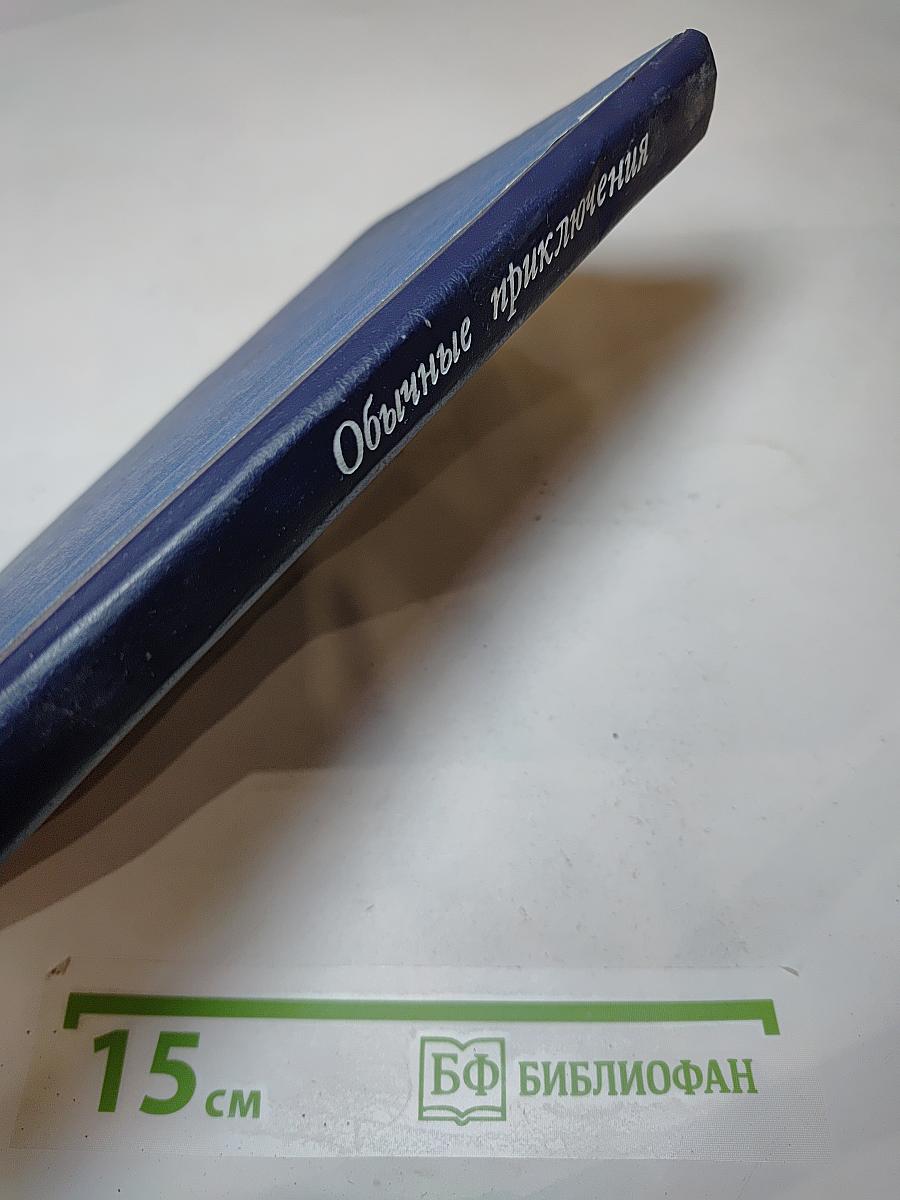 Обычные приключения
15 см
БФ БИБЛИОФАН